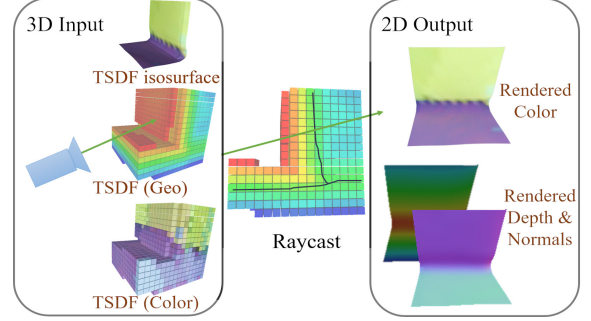 3D Input
TSDF isosurface
TSDF (Geo)
TSDF (Color)
Raycast
2D Output
Rendered
Color
Rendered
Depth &
Normals